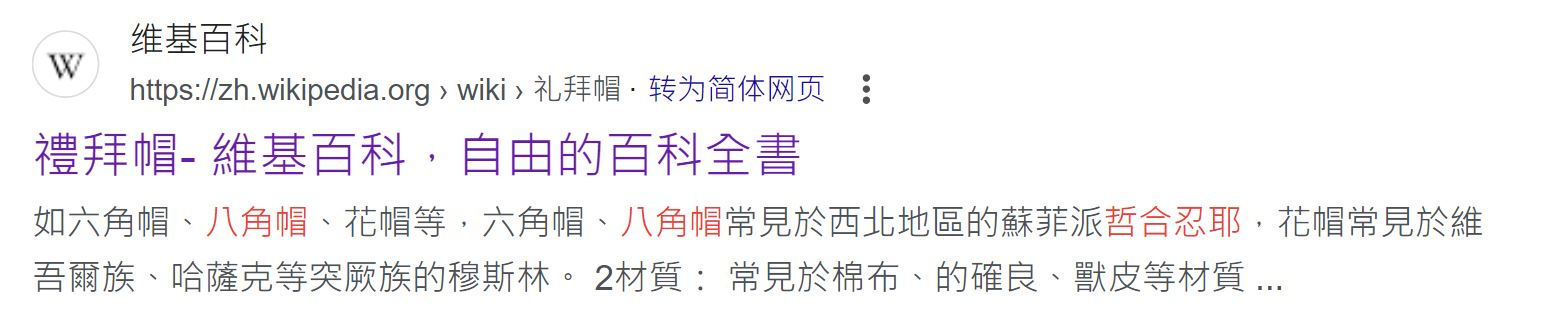 W
维基百科
https://zh.wikipedia.org › wiki › 礼拜帽 · 转为简体网页
禮拜帽- 維基百科，自由的百科全書
如六角帽、八角帽、花帽等，六角帽、八角帽常見於西北地區的蘇菲派哲合忍耶，花帽常見於維
吾爾族、哈薩克等突厥族的穆斯林。 2材質： 常見於棉布、的確良、獸皮等材質 ...